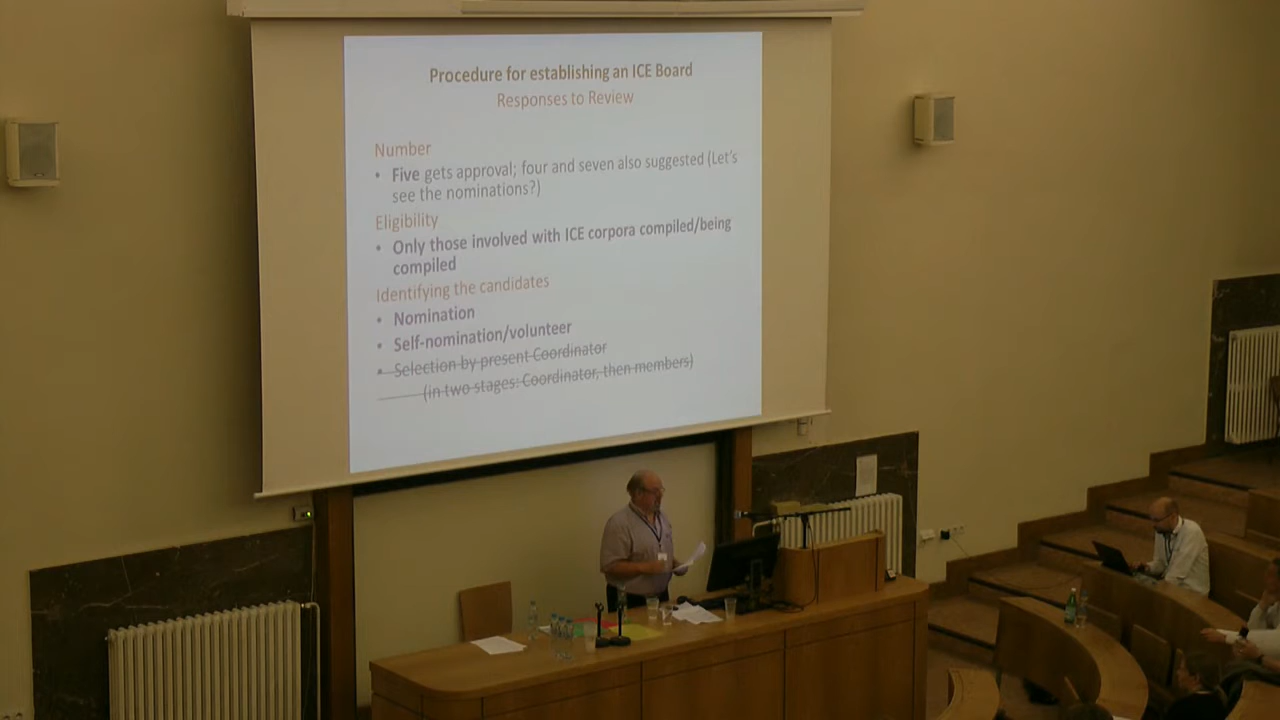 Procedure for establishing an ICE Board
Responses to Review
Number
• Five gets approval; four and seven also suggested (Let's
see the nominations?)
Eligibility
• Only those involved with ICE corpora compiled/being
compiled
Identifying the candidates
• Nomination
• Self-nomination/volunteer
• Selection by present Coordinator
(in two stages: Coordinator, then members)